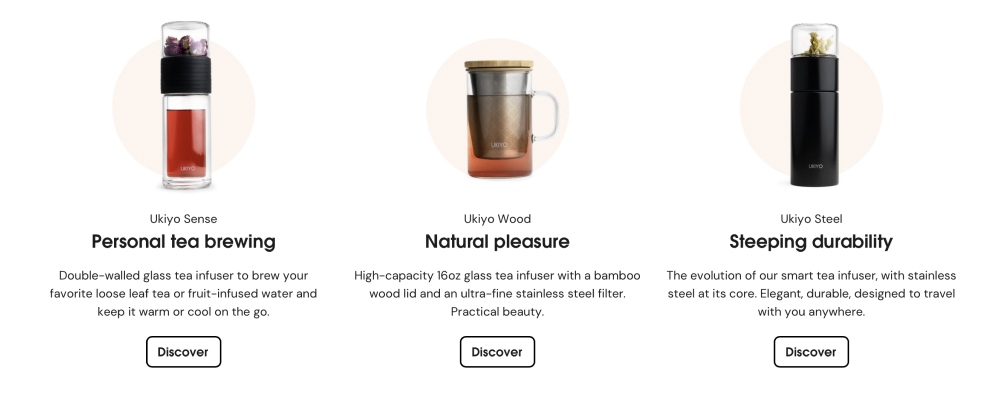 UKIYO
UKIYO
UKIYO
Ukiyo Sense
Personal tea brewing
Double-walled glass tea infuser to brew your
favorite loose leaf tea or fruit-infused water and
keep it warm or cool on the go.
Discover
Ukiyo Wood
Natural pleasure
High-capacity 16oz glass tea infuser with a bamboo
wood lid and an ultra-fine stainless steel filter.
Practical beauty.
Discover
Ukiyo Steel
Steeping durability
The evolution of our smart tea infuser, with stainless
steel at its core. Elegant, durable, designed to travel
with you anywhere.
Discover